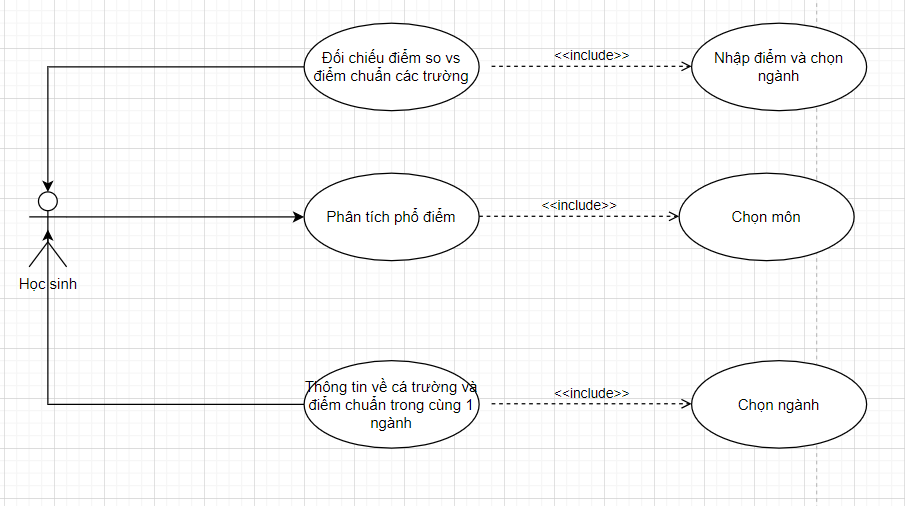 Đối chiếu điểm so vs
điểm chuẩn các trường
<<include>>
Nhập điểm và chọn
ngành
Phân tích phổ điểm
<<include>>
Chọn môn
Học sinh
Thông tin về cá trường và
điểm chuẩn trong cùng 1
ngành
<<include>>
Chọn ngành